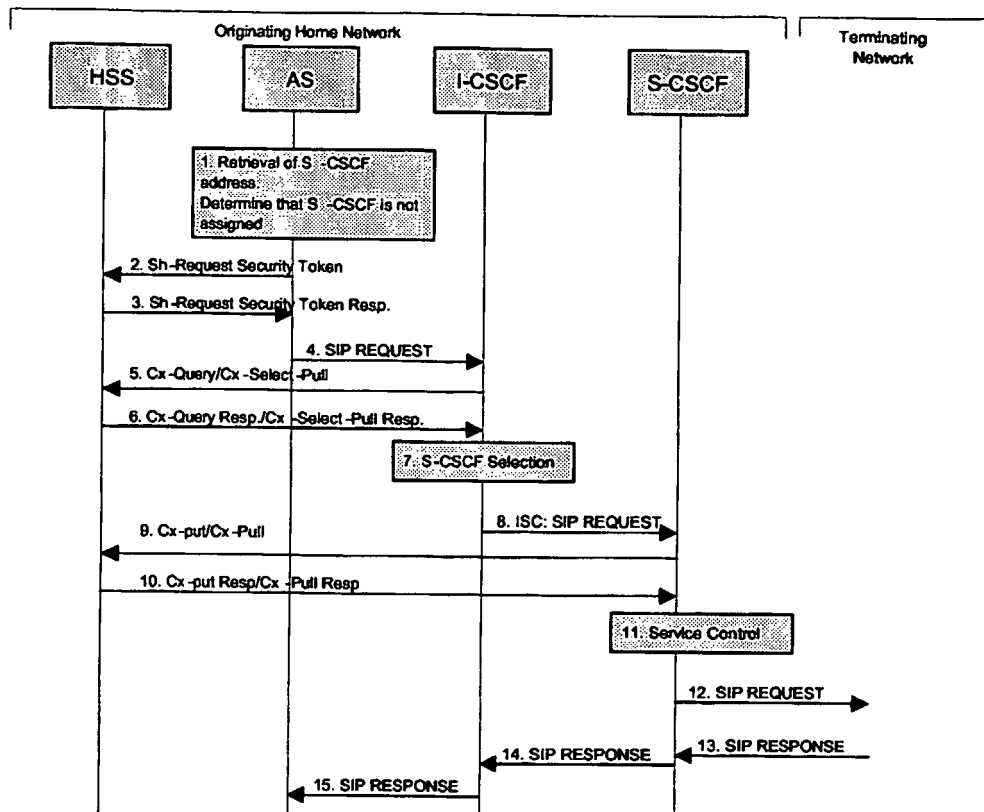 Originating Home Network
Terminating
Network
HSS
AS
I-CSCF
S-CSCF
1. Retrieval of S -CSCF
address.
Determine that S -CSCF is not
assigned
2. Sh-Request Security Token
3. Sh-Request Security Token Resp.
4. SIP REQUEST
5. Cx-Query/Cx-Select-Pull
6. Cx-Query Resp./Cx -Select-Pull Resp.
7. S-CSCF Selection
8. ISC: SIP REQUEST
9. Cx-put/Cx-Pull
10. Cx-put Resp/Cx -Pull Resp
11. Service Control
12. SIP REQUEST
13. SIP RESPONSE
14. SIP RESPONSE
15. SIP RESPONSE